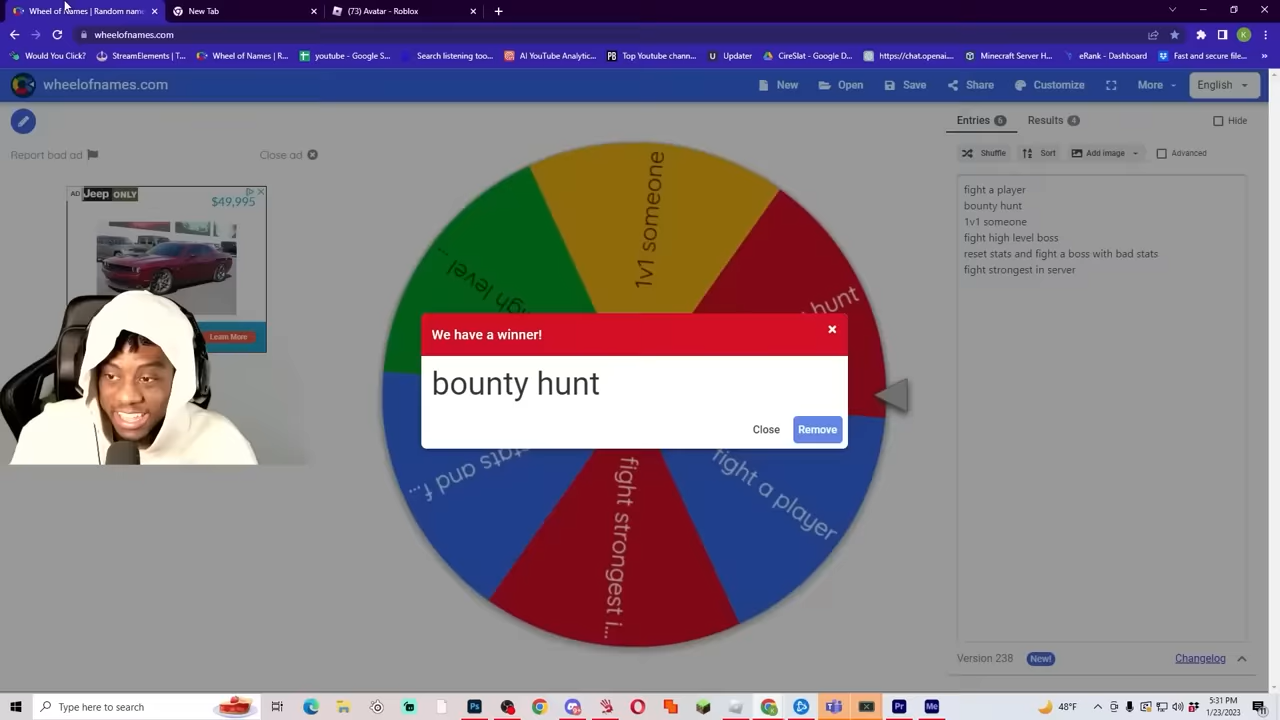 Wheel of Names | Random nam
New Tab
(73) Avatar - Roblox
wheelofnames.com
Would You Click?
StreamElements | T...
Wheel of Names | R...
youtube - Google S...
Search listening too...
AI YouTube Analytic...
Top Youtube chann...
Updater
CireSlat - Google D...
https://chat.openai...
Minecraft Server H...
eRank - Dashboard
Fast and secure file...
wheelofnames.com
New
Open
Save
Share
Customize
More
English
Report bad ad
Close ad
Entries 6
Results 4
Hide
Shuffle
Sort
Add image
Advanced
AD
Jeep ONLY
$49,995
Learn More
fight a player
bounty hunt
1v1 someone
fight high level boss
reset stats and fight a boss with bad stats
fight strongest in server
1v1 someone
hunt
fight a player
fight strongest i...
stats and f...
gh level ...
We have a winner!
bounty hunt
Close
Remove
Version 238
New!
Changelog
Type here to search
48°F
5:31 PM
1/23/2023